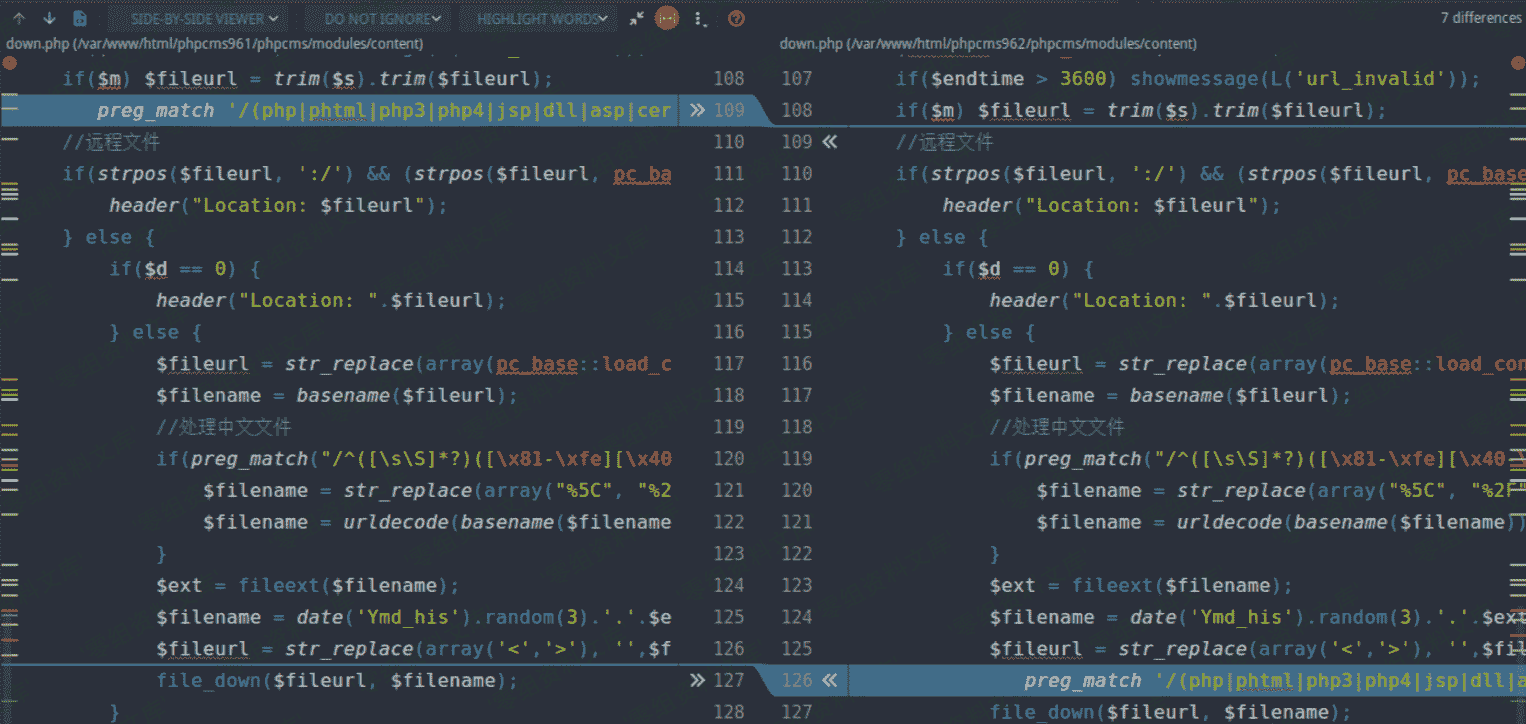 SIDE-BY-SIDE VIEWER DO NOT IGNORE HIGHLIGHT WORDS 7 differences
down.php (/var/www/html/phpcms961/phpcms/modules/content)
if($m) $fileurl = trim($s).trim($fileurl); 108
preg_match '/(php|phtml|php3|php4|jsp|dll|asp|cer » 109
//远程文件 110
if(strpos($fileurl, ':/') && (strpos($fileurl, pc_ba 111
header("Location: $fileurl"); 112
} else { 113
if($d == 0) { 114
header("Location: ".$fileurl); 115
} else { 116
$fileurl = str_replace(array(pc_base::load_c 117
$filename = basename($fileurl); 118
//处理中文文件 119
if(preg_match("/^([\s\S]*?)([\x81-\xfe][\x40 120
$filename = str_replace(array("%5C", "%2 121
$filename = urldecode(basename($filename 122
} 123
$ext = fileext($filename); 124
$filename = date('Ymd_his').random(3).'.'.$e 125
$fileurl = str_replace(array('<','>'), '',$f 126
file_down($fileurl, $filename); » 127
} 128
down.php (/var/www/html/phpcms962/phpcms/modules/content)
107 if($endtime > 3600) showmessage(L('url_invalid'));
108 if($m) $fileurl = trim($s).trim($fileurl);
109 « //远程文件
110 if(strpos($fileurl, ':/') && (strpos($fileurl, pc_base
111 header("Location: $fileurl");
112 } else {
113 if($d == 0) {
114 header("Location: ".$fileurl);
115 } else {
116 $fileurl = str_replace(array(pc_base::load_con
117 $filename = basename($fileurl);
118 //处理中文文件
119 if(preg_match("/^([\s\S]*?)([\x81-\xfe][\x40-\
120 $filename = str_replace(array("%5C", "%2F"
121 $filename = urldecode(basename($filename))
122 }
123 $ext = fileext($filename);
124 $filename = date('Ymd_his').random(3).'.'.$ext
125 $fileurl = str_replace(array('<','>'), '',$fil
126 « preg_match '/(php|phtml|php3|php4|jsp|dll|a
127 file_down($fileurl, $filename);